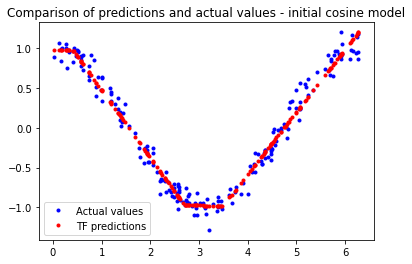 Comparison of predictions and actual values - initial cosine model
1.0
0.5
0.0
−0.5
−1.0
Actual values
TF predictions
0 1 2 3 4 5 6